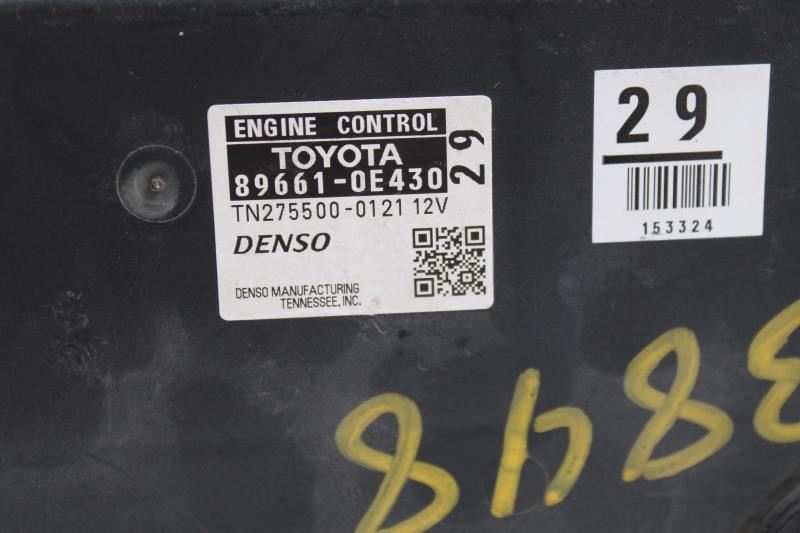 ENGINE CONTROL
TOYOTA
89661-0E430
29
TN275500-0121 12V
DENSO
DENSO MANUFACTURING
TENNESSEE, INC.
29
153324